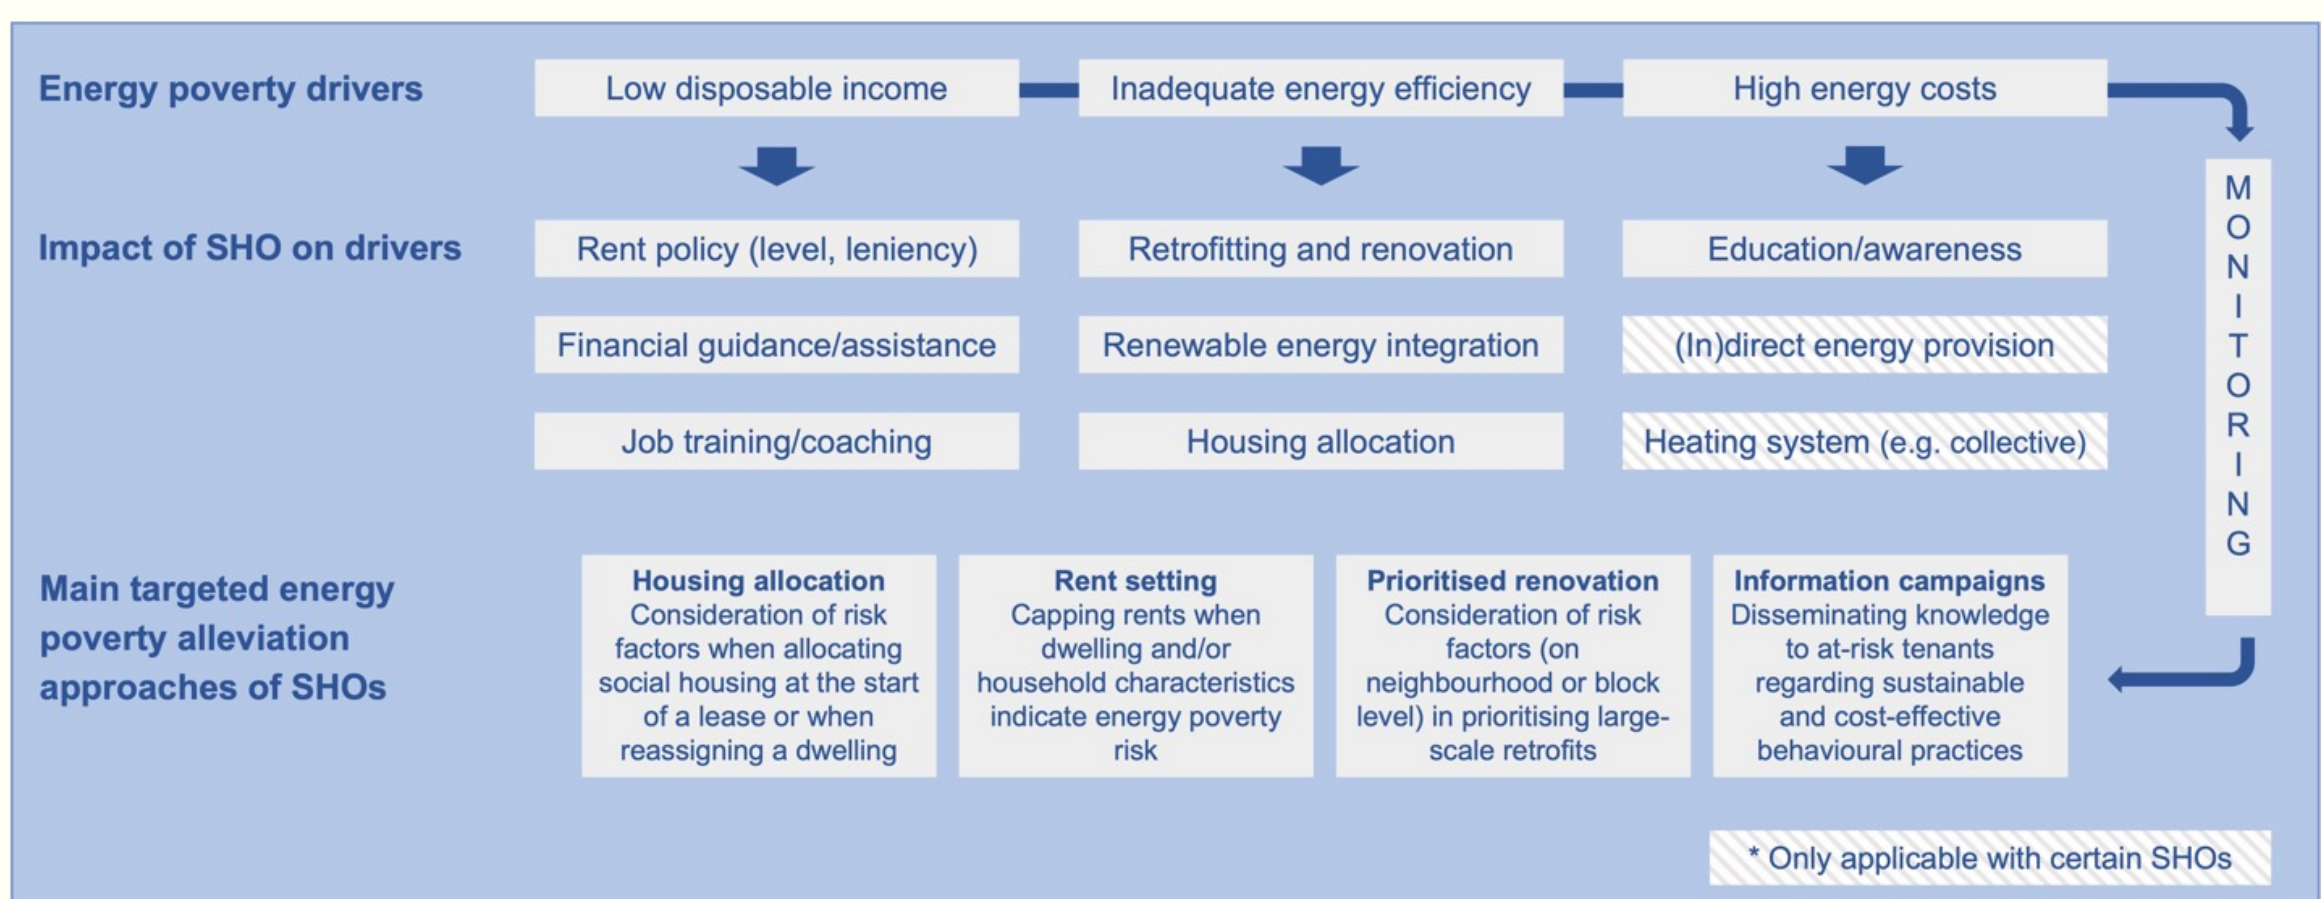 Energy poverty drivers
Low disposable income
Inadequate energy efficiency
High energy costs
Impact of SHO on drivers
Rent policy (level, leniency)
Retrofitting and renovation
Education/awareness
Financial guidance/assistance
Renewable energy integration
(In)direct energy provision
Job training/coaching
Housing allocation
Heating system (e.g. collective)
MONITORING
Main targeted energy
poverty alleviation
approaches of SHOs
Housing allocation
Consideration of risk
factors when allocating
social housing at the start
of a lease or when
reassigning a dwelling
Rent setting
Capping rents when
dwelling and/or
household characteristics
indicate energy poverty
risk
Prioritised renovation
Consideration of risk
factors (on
neighbourhood or block
level) in prioritising large-
scale retrofits
Information campaigns
Disseminating knowledge
to at-risk tenants
regarding sustainable
and cost-effective
behavioural practices
* Only applicable with certain SHOs